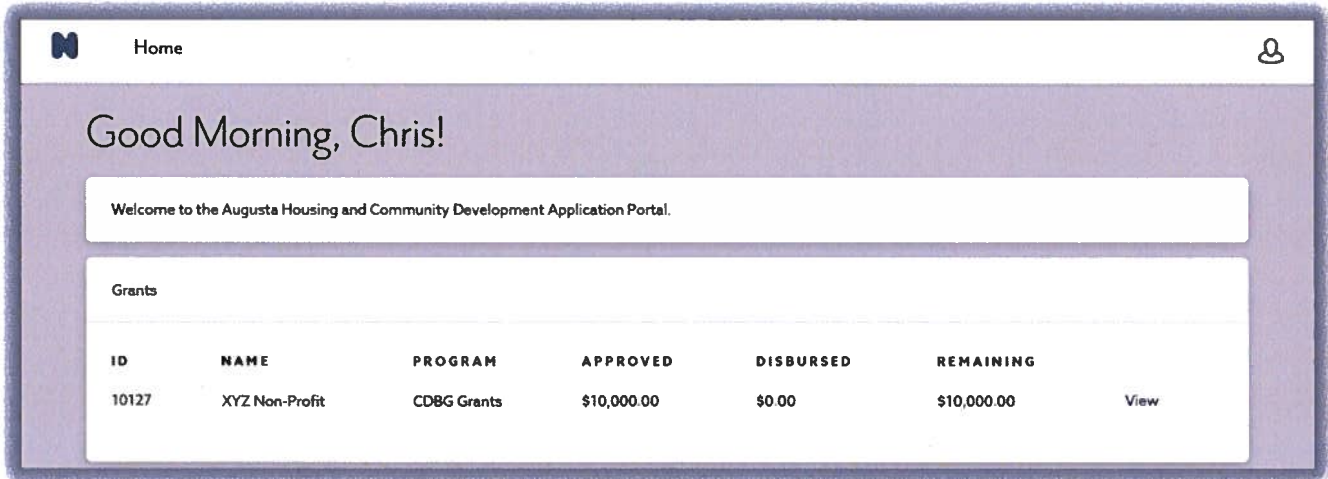 N Home
Good Morning, Chris!
Welcome to the Augusta Housing and Community Development Application Portal.
Grants
ID NAME PROGRAM APPROVED DISBURSED REMAINING
10127 XYZ Non-Profit CDBG Grants $10,000.00 $0.00 $10,000.00 View